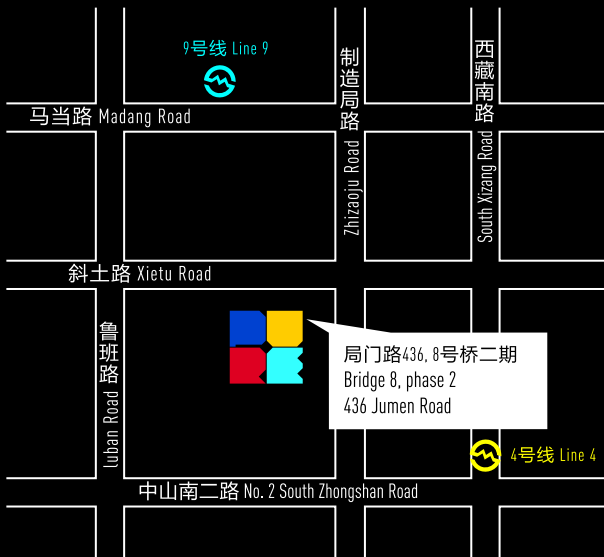 9号线 Line 9
制造局路 Zhizaoju Road
西藏南路 South Xizang Road
马当路 Madang Road
斜土路 Xietu Road
鲁班路 Luban Road
局门路436, 8号桥二期
Bridge 8, phase 2
436 Jumen Road
4号线 Line 4
中山南二路 No. 2 South Zhongshan Road